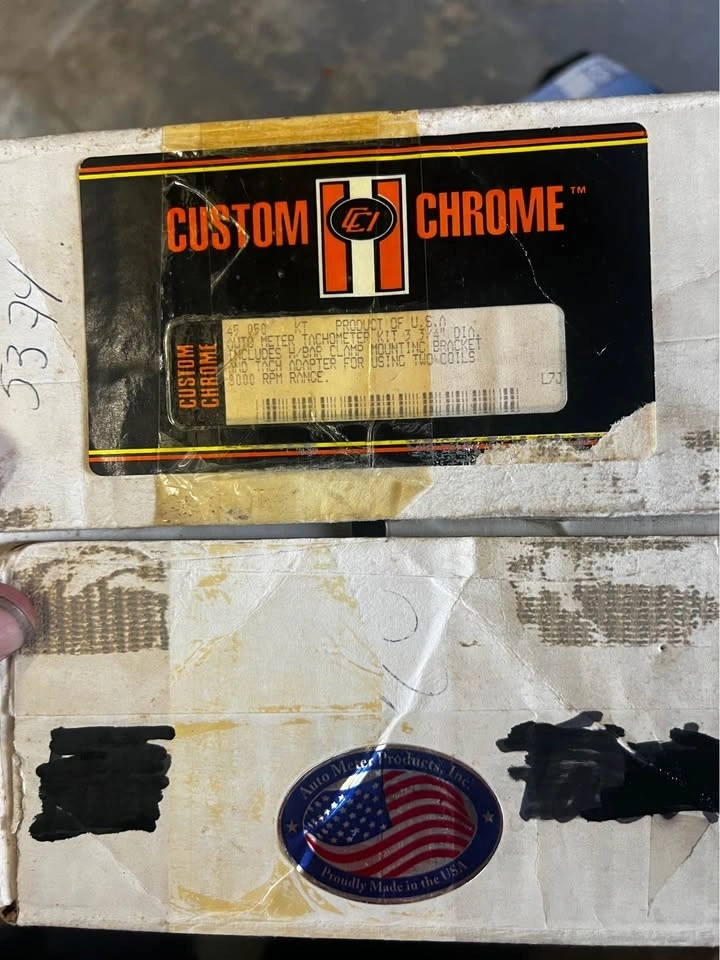 CUSTOM CCI CHROME™
5394
45 050 KT PRODUCT OF U.S.A
AUTO METER TACHOMETER KIT 3 3/4" DIA.
INCLUDES H/BAR CLAMP MOUNTING BRACKET
AND TACH ADAPTER FOR USING TWO COILS
8000 RPM RANGE.
CUSTOM
CHROME
Auto Meter Products, Inc.
Proudly Made in the USA